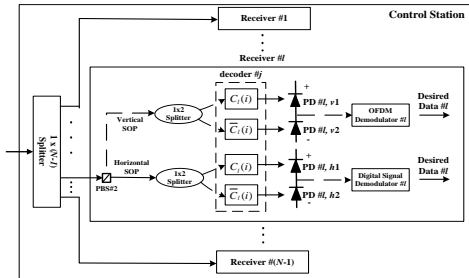 Control Station
Receiver #1
Receiver #l
decoder #j
1 x (N-1)
Splitter
Vertical
SOP
1x2
Splitter
C_l(i)
C̅_l(i)
+
PD #l, v1
PD #l, v2
-
OFDM
Demodulator #l
Desired
Data #l
Horizontal
SOP
PBS#2
1x2
Splitter
C_l(i)
C̅_l(i)
+
PD #l, h1
PD #l, h2
-
Digital Signal
Demodulator #l
Desired
Data #l
Receiver #(N-1)